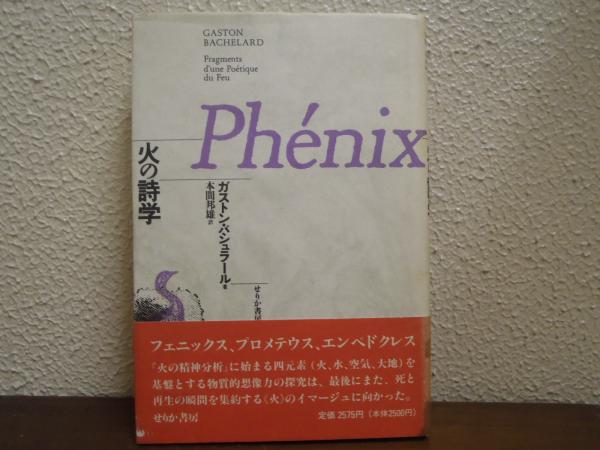 GASTON
BACHELARD
Fragments
d'une Poétique
du Feu
Phénix
火の詩学
ガストン・バシュラール 著
本間邦雄 訳
せりか書房
フェニックス、プロメテウス、エンペドクレス
『火の精神分析』に始まる四元素(火、水、空気、大地)を
基盤とする物質的想像力の探究は、最後にまた、死と
再生の瞬間を集約する〈火〉のイマージュに向かった。
せりか書房
定価 2575円(本体2500円)